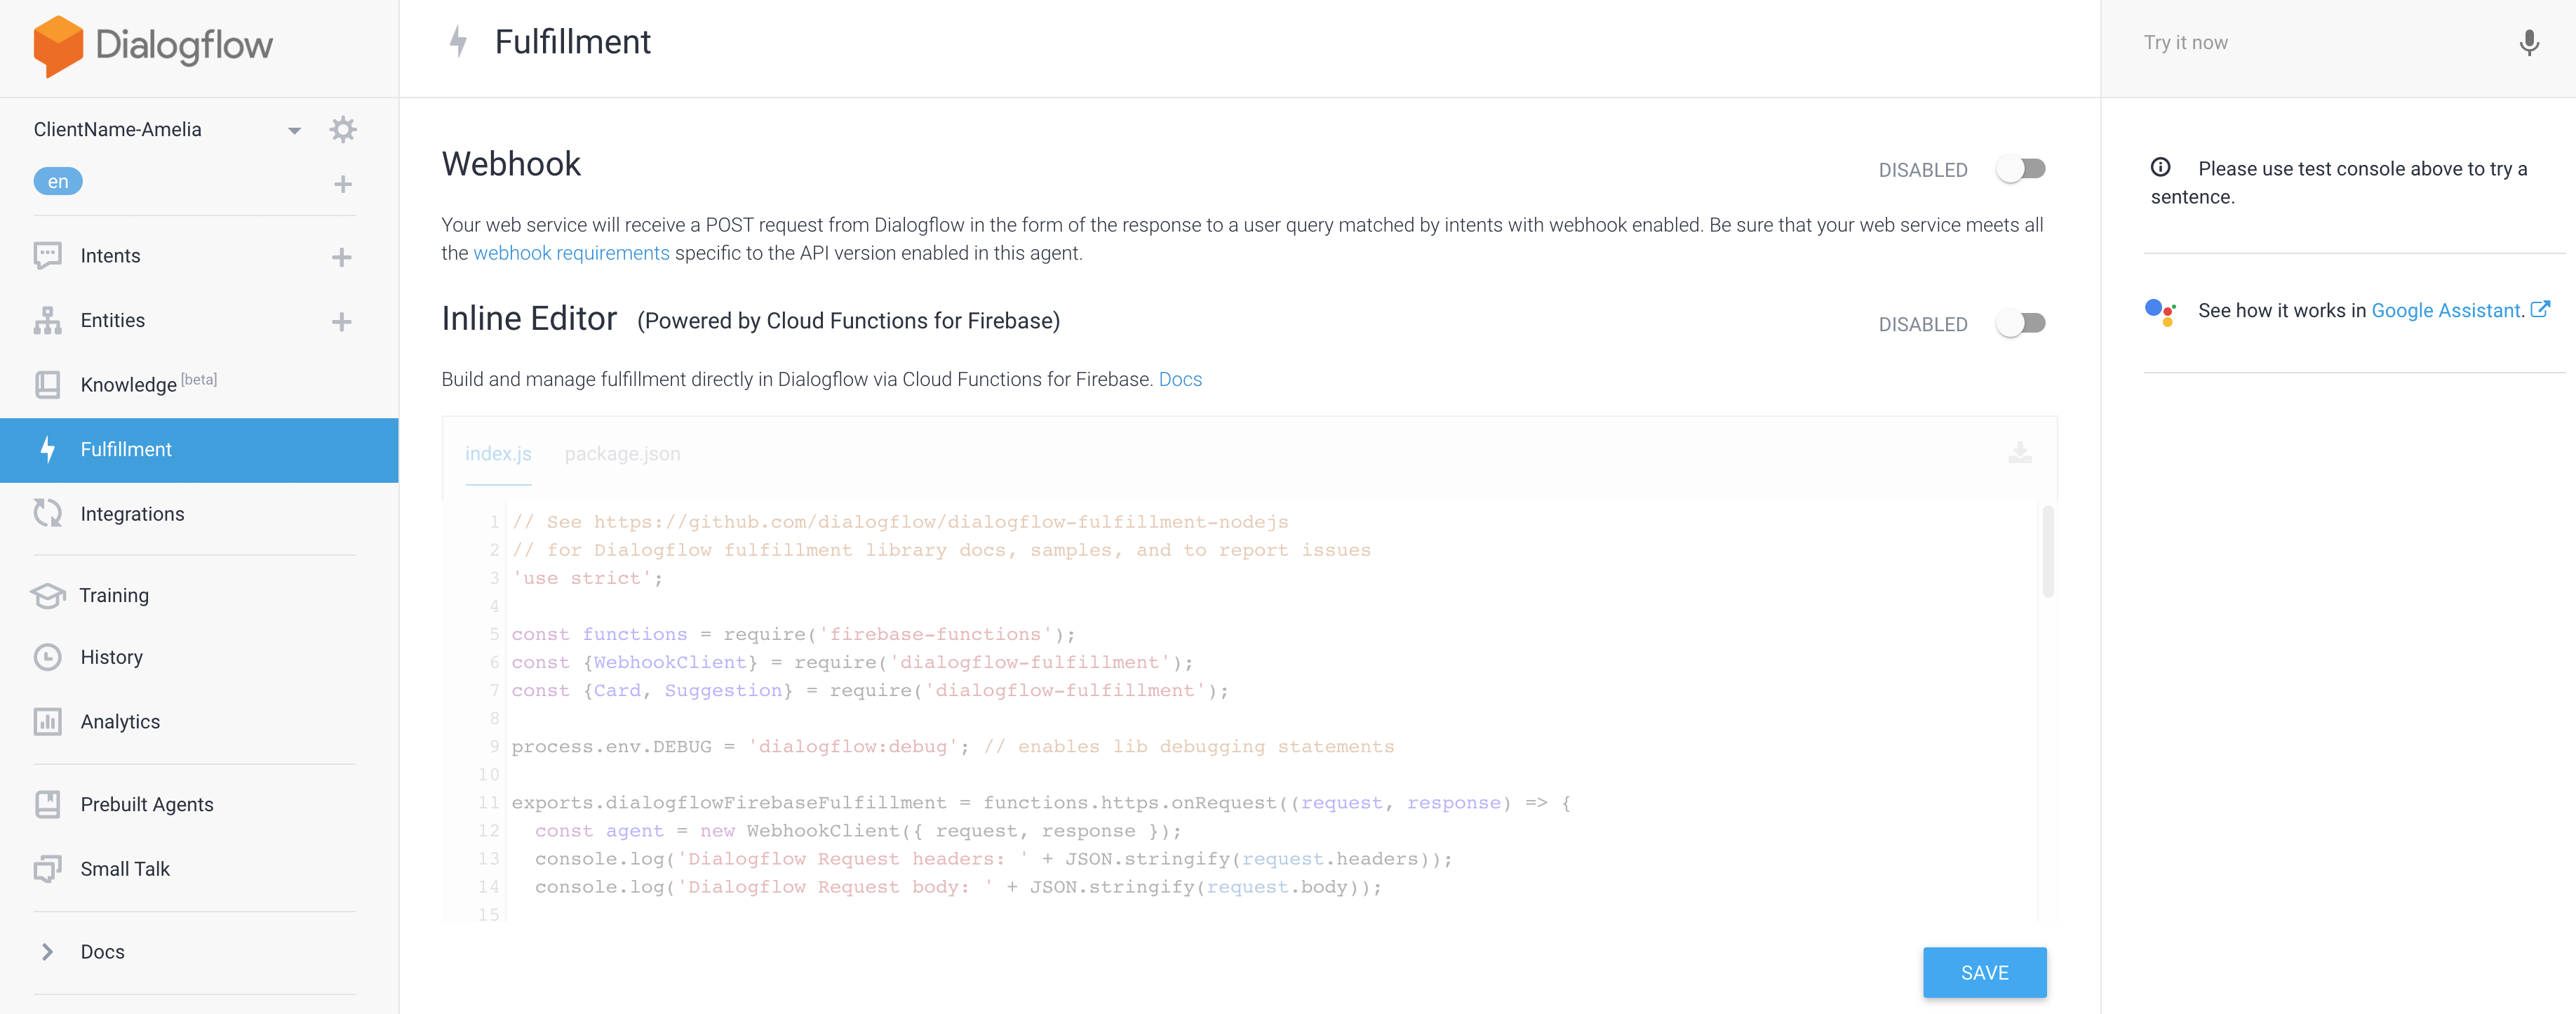 Dialogflow
ClientName-Amelia
en
Intents
Entities
Knowledge [beta]
Fulfillment
Integrations
Training
History
Analytics
Prebuilt Agents
Small Talk
Docs
Fulfillment
Webhook
DISABLED
Your web service will receive a POST request from Dialogflow in the form of the response to a user query matched by intents with webhook enabled. Be sure that your web service meets all
the webhook requirements specific to the API version enabled in this agent.
Inline Editor (Powered by Cloud Functions for Firebase)
DISABLED
Build and manage fulfillment directly in Dialogflow via Cloud Functions for Firebase. Docs
index.js package.json
1 // See https://github.com/dialogflow/dialogflow-fulfillment-nodejs
2 // for Dialogflow fulfillment library docs, samples, and to report issues
3 'use strict';
4
5 const functions = require('firebase-functions');
6 const {WebhookClient} = require('dialogflow-fulfillment');
7 const {Card, Suggestion} = require('dialogflow-fulfillment');
8
9 process.env.DEBUG = 'dialogflow:debug'; // enables lib debugging statements
10
11 exports.dialogflowFirebaseFulfillment = functions.https.onRequest((request, response) => {
12   const agent = new WebhookClient({ request, response });
13   console.log('Dialogflow Request headers: ' + JSON.stringify(request.headers));
14   console.log('Dialogflow Request body: ' + JSON.stringify(request.body));
15
SAVE
Try it now
Please use test console above to try a
sentence.
See how it works in Google Assistant.